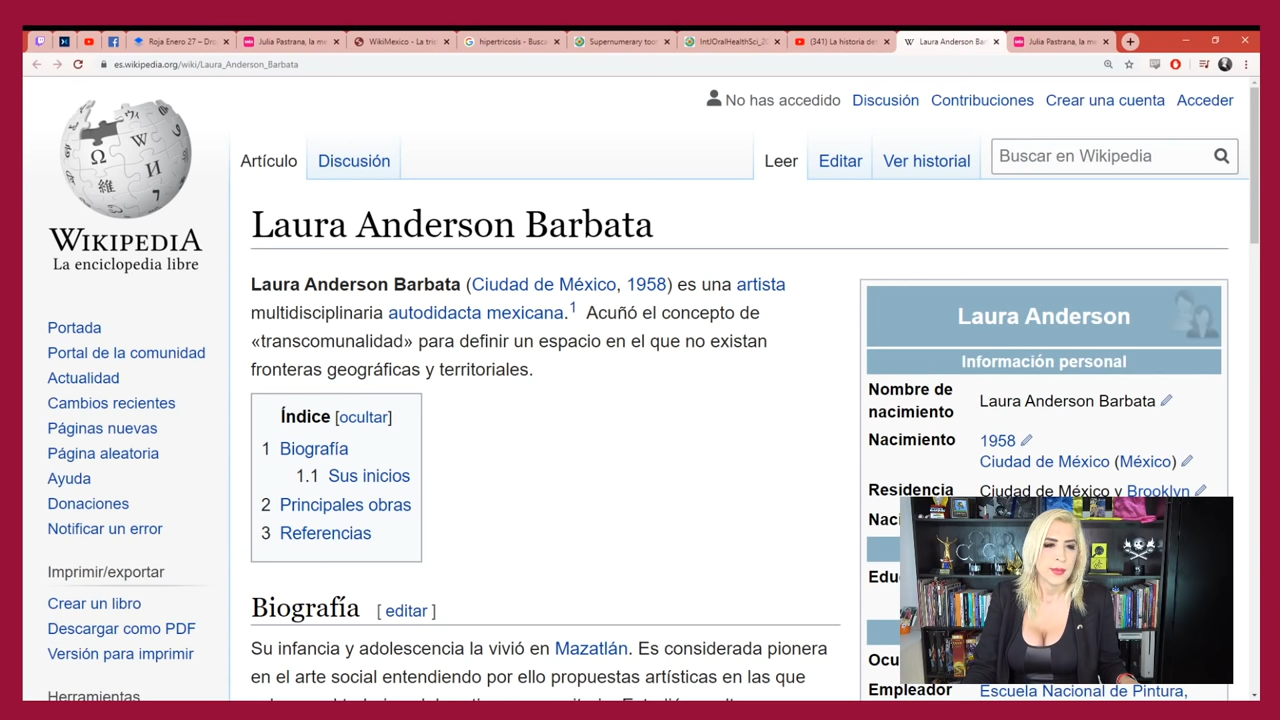 Roja Enero 27 – Dro
Julia Pastrana, la me
WikiMexico - La tri
hipertricosis - Busca
Supernumerary too
IntJOralHealthSci_20
(341) La historia de
Laura Anderson Bar
Julia Pastrana, la me
es.wikipedia.org/wiki/Laura_Anderson_Barbata
No has accedido Discusión Contribuciones Crear una cuenta Acceder
Artículo Discusión Leer Editar Ver historial Buscar en Wikipedia
WIKIPEDIA
La enciclopedia libre
Portada
Portal de la comunidad
Actualidad
Cambios recientes
Páginas nuevas
Página aleatoria
Ayuda
Donaciones
Notificar un error
Imprimir/exportar
Crear un libro
Descargar como PDF
Versión para imprimir
Herramientas
Laura Anderson Barbata
Laura Anderson Barbata (Ciudad de México, 1958) es una artista
multidisciplinaria autodidacta mexicana.1 Acuñó el concepto de
«transcomunalidad» para definir un espacio en el que no existan
fronteras geográficas y territoriales.
Índice [ocultar]
1 Biografía
1.1 Sus inicios
2 Principales obras
3 Referencias
Biografía [ editar ]
Su infancia y adolescencia la vivió en Mazatlán. Es considerada pionera
en el arte social entendiendo por ello propuestas artísticas en las que
Laura Anderson
Información personal
Nombre de
nacimiento Laura Anderson Barbata
Nacimiento 1958
Ciudad de México (México)
Residencia Ciudad de México y Brooklyn
Naci
Edu
Ocu
Empleador Escuela Nacional de Pintura,